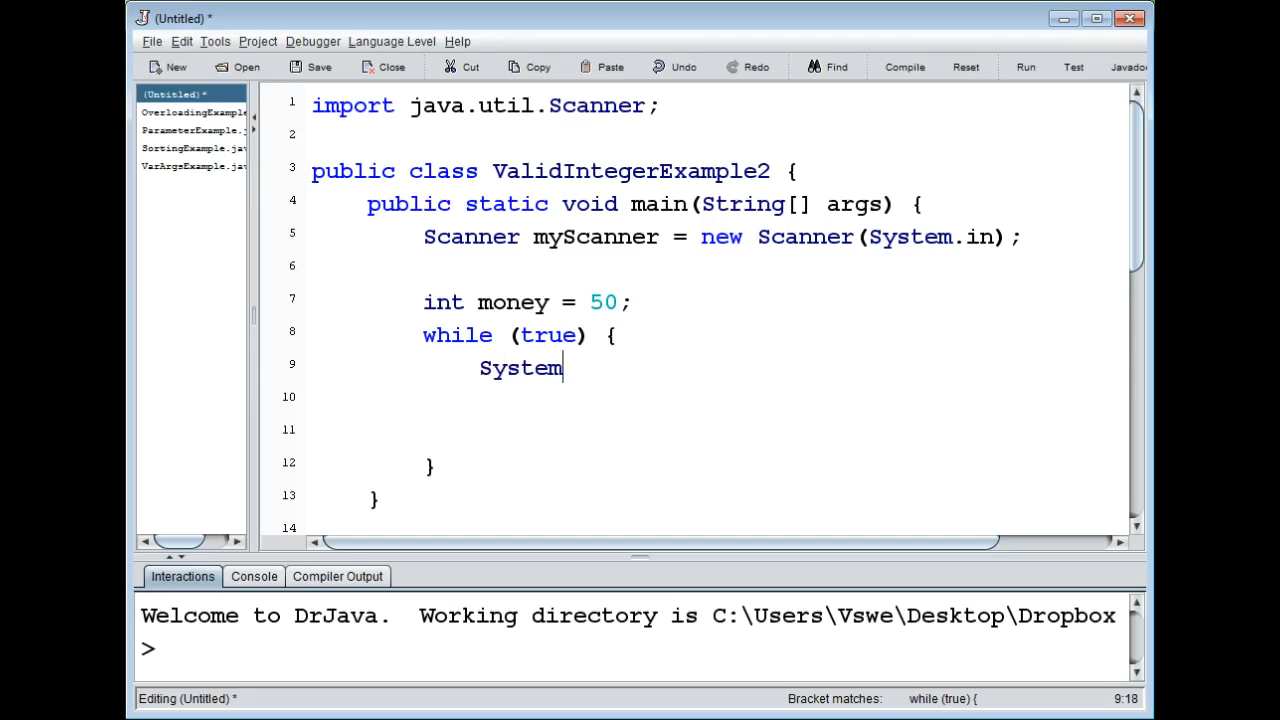 (Untitled) *
File Edit Tools Project Debugger Language Level Help
New Open Save Close Cut Copy Paste Undo Redo Find Compile Reset Run Test Javadoc
(Untitled)*
OverloadingExample
ParameterExample.j
SortingExample.jav
VarArgsExample.jav
1 import java.util.Scanner;
2
3 public class ValidIntegerExample2 {
4 public static void main(String[] args) {
5 Scanner myScanner = new Scanner(System.in);
6
7 int money = 50;
8 while (true) {
9 System
10
11
12 }
13 }
14
Interactions Console Compiler Output
Welcome to DrJava. Working directory is C:\Users\Vswe\Desktop\Dropbox
>
Editing (Untitled) * Bracket matches: while (true) { 9:18